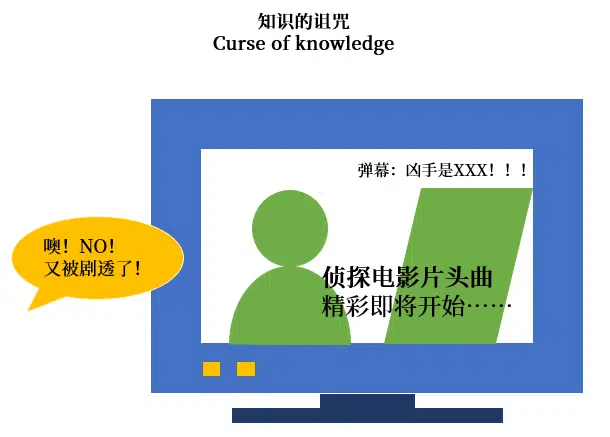 知识的诅咒
Curse of knowledge
弹幕：凶手是XXX！！！
噢！NO！
又被剧透了！
侦探电影片头曲
精彩即将开始……